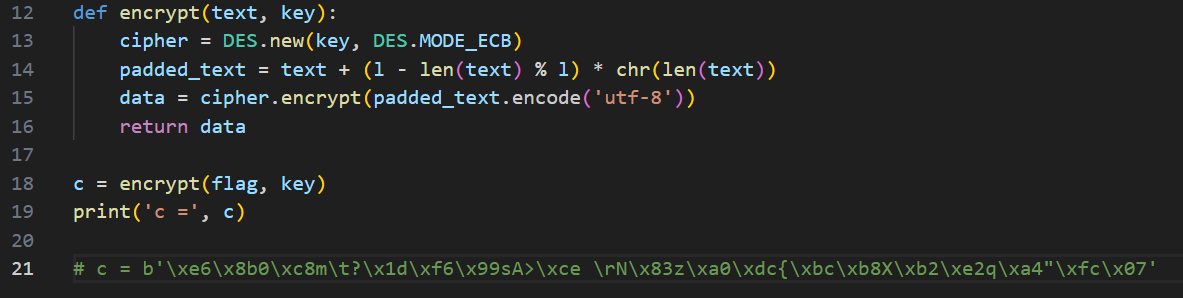 12 def encrypt(text, key):
13     cipher = DES.new(key, DES.MODE_ECB)
14     padded_text = text + (l - len(text) % l) * chr(len(text))
15     data = cipher.encrypt(padded_text.encode('utf-8'))
16     return data
17
18 c = encrypt(flag, key)
19 print('c =', c)
20
21 # c = b'\xe6\x8b0\xc8m\t?\x1d\xf6\x99sA>\xce \rN\x83z\xa0\xdc{\xbc\xb8X\xb2\xe2q\xa4"\xfc\x07'